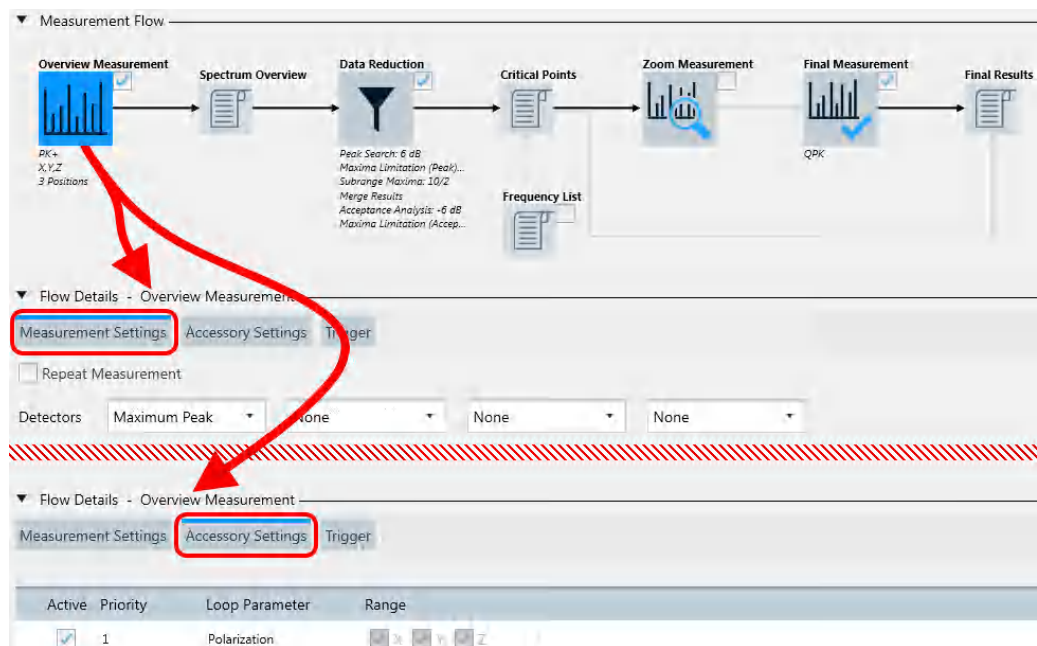 Measurement Flow
Overview Measurement
Spectrum Overview
Data Reduction
Critical Points
Zoom Measurement
Final Measurement
Final Results
PK+
X,Y,Z
3 Positions
Peak Search: 6 dB
Maxima Limitation (Peak)...
Subrange Maxima: 10/2
Merge Results
Acceptance Analysis: -6 dB
Maxima Limitation (Accep...
QPK
Frequency List
Flow Details - Overview Measurement
Measurement Settings Accessory Settings Trigger
Repeat Measurement
Detectors Maximum Peak None None None
Flow Details - Overview Measurement
Measurement Settings Accessory Settings Trigger
Active Priority Loop Parameter Range
1 Polarization X Y Z